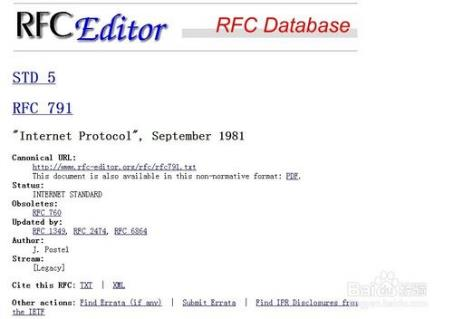 RFC Editor RFC Database
STD 5
RFC 791
"Internet Protocol", September 1981
Canonical URL:
http://www.rfc-editor.org/rfc/rfc791.txt
This document is also available in this non-normative format: PDF.
Status:
INTERNET STANDARD
Obsoletes:
RFC 760
Updated by:
RFC 1349, RFC 2474, RFC 6864
Author:
J. Postel
Stream:
[Legacy]
Cite this RFC: TXT | XML
Other actions: Find Errata (if any) | Submit Errata | Find IPR Disclosures from
the IETF
Baidu 经验